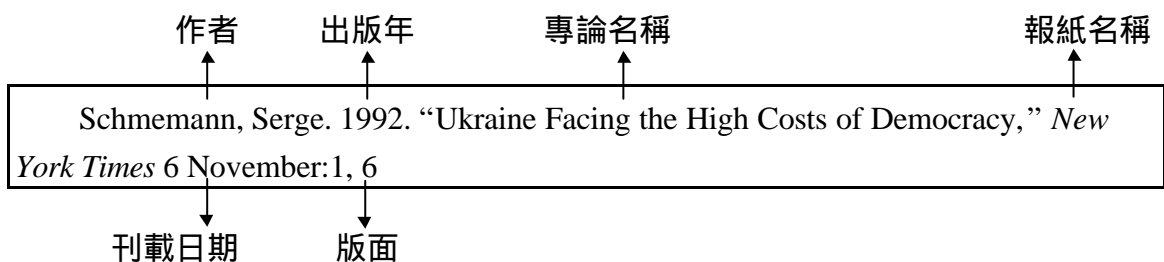 作者 出版年 專論名稱 報紙名稱
Schmemann, Serge. 1992. “Ukraine Facing the High Costs of Democracy,” New
York Times 6 November:1, 6
刊載日期 版面